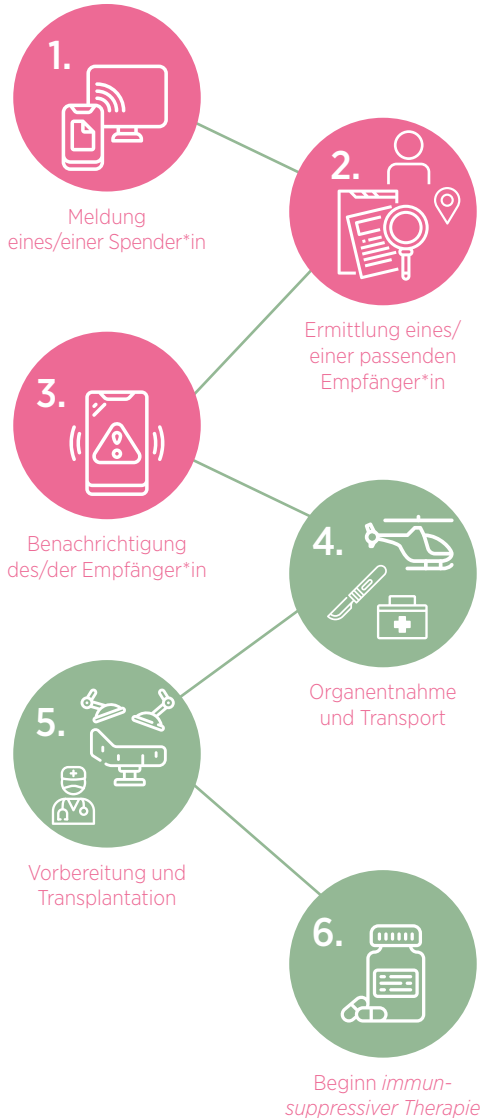 1.
Meldung
eines/einer Spender*in
2.
Ermittlung eines/
einer passenden
Empfänger*in
3.
Benachrichtigung
des/der Empfänger*in
4.
Organentnahme
und Transport
5.
Vorbereitung und
Transplantation
6.
Beginn immun-
suppressiver Therapie